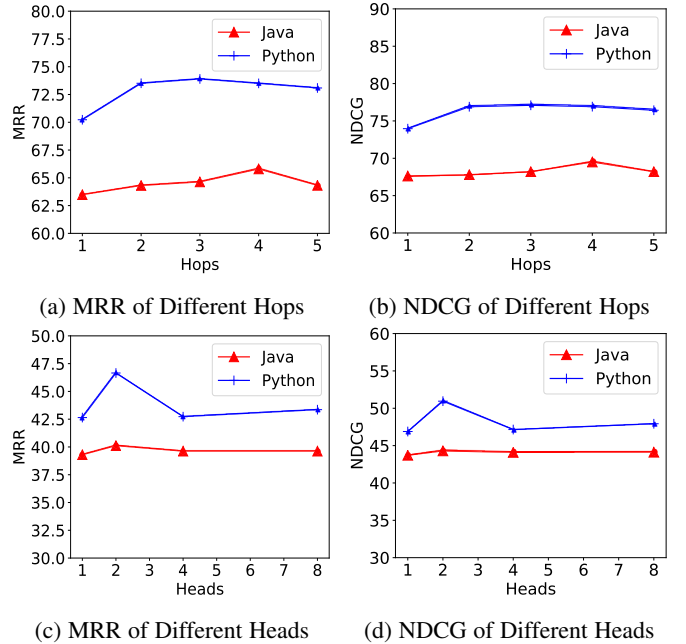 80.0
77.5
75.0
72.5
70.0
67.5
65.0
62.5
60.0
MRR
Java
Python
1 2 3 4 5
Hops
(a) MRR of Different Hops
90
85
80
75
70
65
60
NDCG
Java
Python
1 2 3 4 5
Hops
(b) NDCG of Different Hops
50.0
47.5
45.0
42.5
40.0
37.5
35.0
32.5
30.0
MRR
Java
Python
1 2 3 4 5 6 7 8
Heads
(c) MRR of Different Heads
60
55
50
45
40
35
30
NDCG
Java
Python
1 2 3 4 5 6 7 8
Heads
(d) NDCG of Different Heads